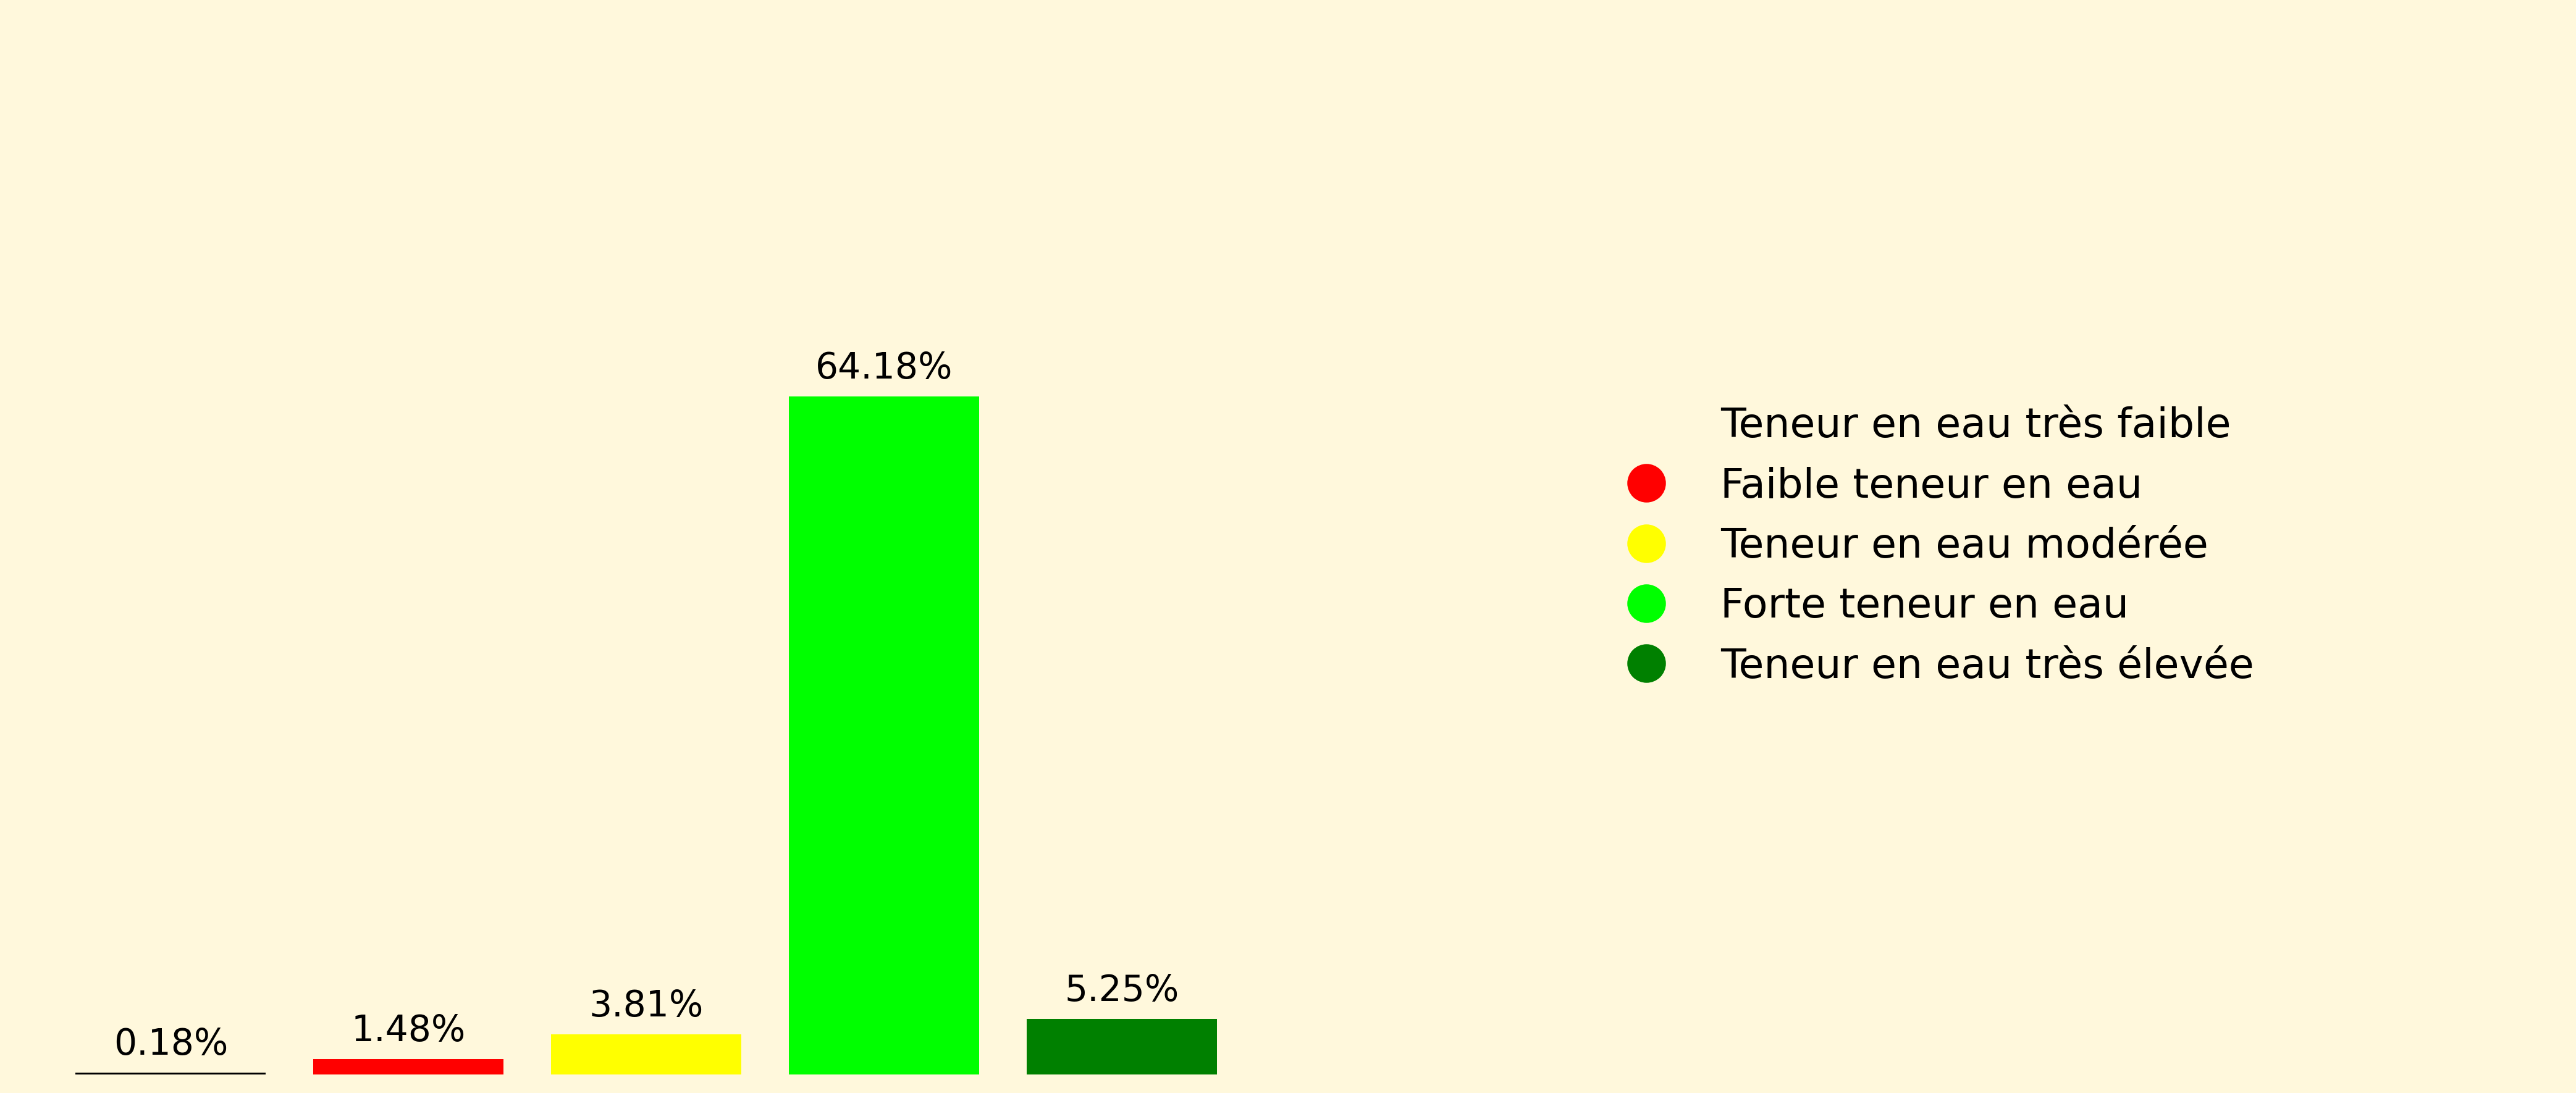 64.18%
5.25%
3.81%
1.48%
0.18%
Teneur en eau très faible
Faible teneur en eau
Teneur en eau modérée
Forte teneur en eau
Teneur en eau très élevée